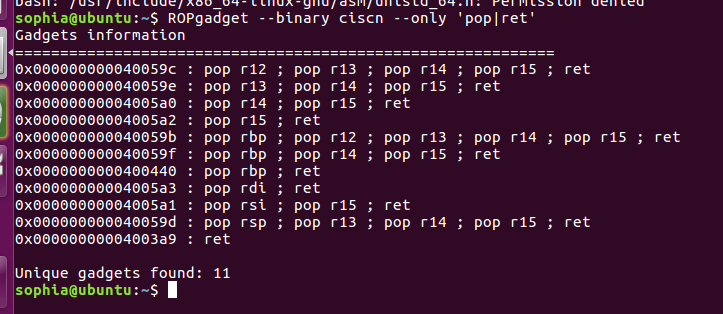 bash: /usr/include/x86_64-linux-gnu/asm/unistd_64.h: Permission denied
sophia@ubuntu:~$ ROPgadget --binary ciscn --only 'pop|ret'
Gadgets information
============================================================
0x000000000040059c : pop r12 ; pop r13 ; pop r14 ; pop r15 ; ret
0x000000000040059e : pop r13 ; pop r14 ; pop r15 ; ret
0x00000000004005a0 : pop r14 ; pop r15 ; ret
0x00000000004005a2 : pop r15 ; ret
0x000000000040059b : pop rbp ; pop r12 ; pop r13 ; pop r14 ; pop r15 ; ret
0x000000000040059f : pop rbp ; pop r14 ; pop r15 ; ret
0x0000000000400440 : pop rbp ; ret
0x00000000004005a3 : pop rdi ; ret
0x00000000004005a1 : pop rsi ; pop r15 ; ret
0x000000000040059d : pop rsp ; pop r13 ; pop r14 ; pop r15 ; ret
0x00000000004003a9 : ret
Unique gadgets found: 11
sophia@ubuntu:~$